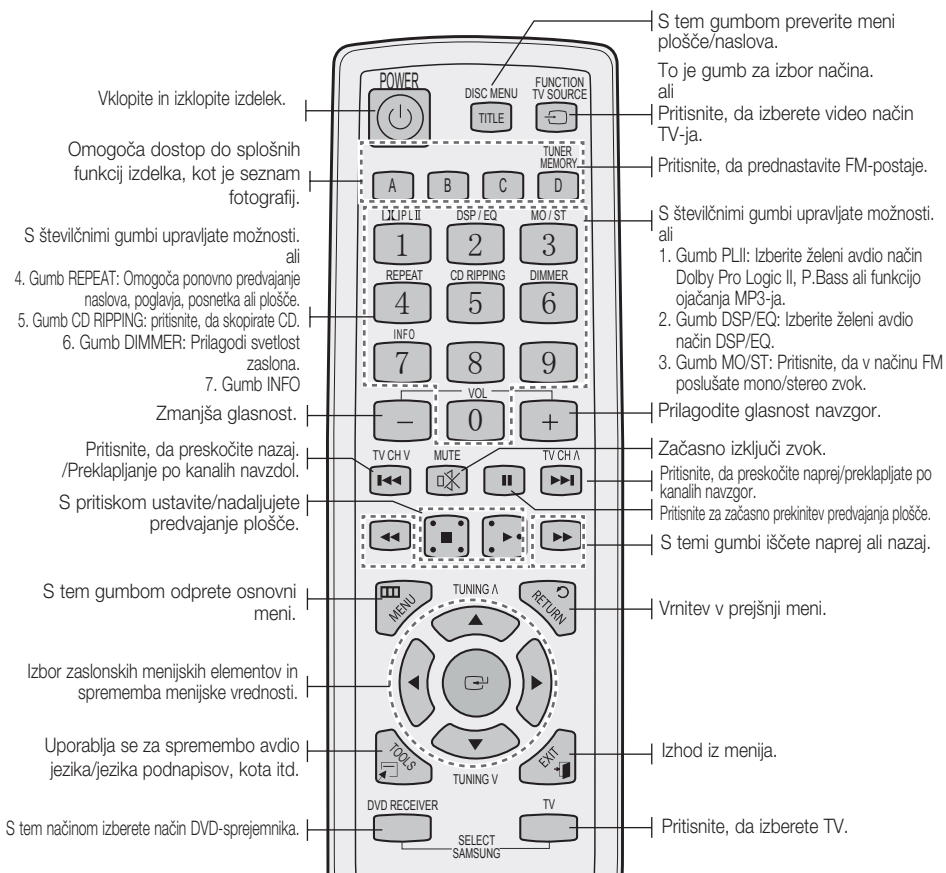 S tem gumbom preverite meni
plošče/naslova.
POWER
DISC MENU
FUNCTION
TV SOURCE
To je gumb za izbor načina.
ali
Pritisnite, da izberete video način
TV-ja.
Vklopite in izklopite izdelek.
TITLE
Omogoča dostop do splošnih
funkcij izdelka, kot je seznam
fotografij.
TUNER
MEMORY
Pritisnite, da prednastavite FM-postaje.
A
B
C
D
PL II
DSP / EQ
MO / ST
S številčnimi gumbi upravljate možnosti.
ali
1. Gumb PLII: Izberite želeni avdio način
Dolby Pro Logic II, P.Bass ali funkcijo
ojačanja MP3-ja.
2. Gumb DSP/EQ: Izberite želeni avdio
način DSP/EQ.
3. Gumb MO/ST: Pritisnite, da v načinu FM
poslušate mono/stereo zvok.
1
2
3
S številčnimi gumbi upravljate možnosti.
ali
4. Gumb REPEAT: Omogoča ponovno predvajanje
naslova, poglavja, posnetka ali plošče.
5. Gumb CD RIPPING: pritisnite, da skopirate CD.
6. Gumb DIMMER: Prilagodi svetlost
zaslona.
7. Gumb INFO
REPEAT
CD RIPPING
DIMMER
4
5
6
INFO
7
8
9
VOL
Zmanjša glasnost.
−
0
+
Prilagodite glasnost navzgor.
Pritisnite, da preskočite nazaj.
/Preklapljanje po kanalih navzdol.
TV CH V
MUTE
TV CH Λ
Začasno izključi zvok.
Pritisnite, da preskočite naprej/preklapljate po
kanalih navzgor.
Pritisnite za začasno prekinitev predvajanja plošče.
S pritiskom ustavite/nadaljujete
predvajanje plošče.
S temi gumbi iščete naprej ali nazaj.
S tem gumbom odprete osnovni
meni.
MENU
TUNING Λ
RETURN
Vrnitev v prejšnji meni.
Izbor zaslonskih menijskih elementov in
sprememba menijske vrednosti.
Uporablja se za spremembo avdio
jezika/jezika podnapisov, kota itd.
TOOLS
TUNING V
EXIT
Izhod iz menija.
DVD RECEIVER
TV
S tem načinom izberete način DVD-sprejemnika.
SELECT
SAMSUNG
Pritisnite, da izberete TV.